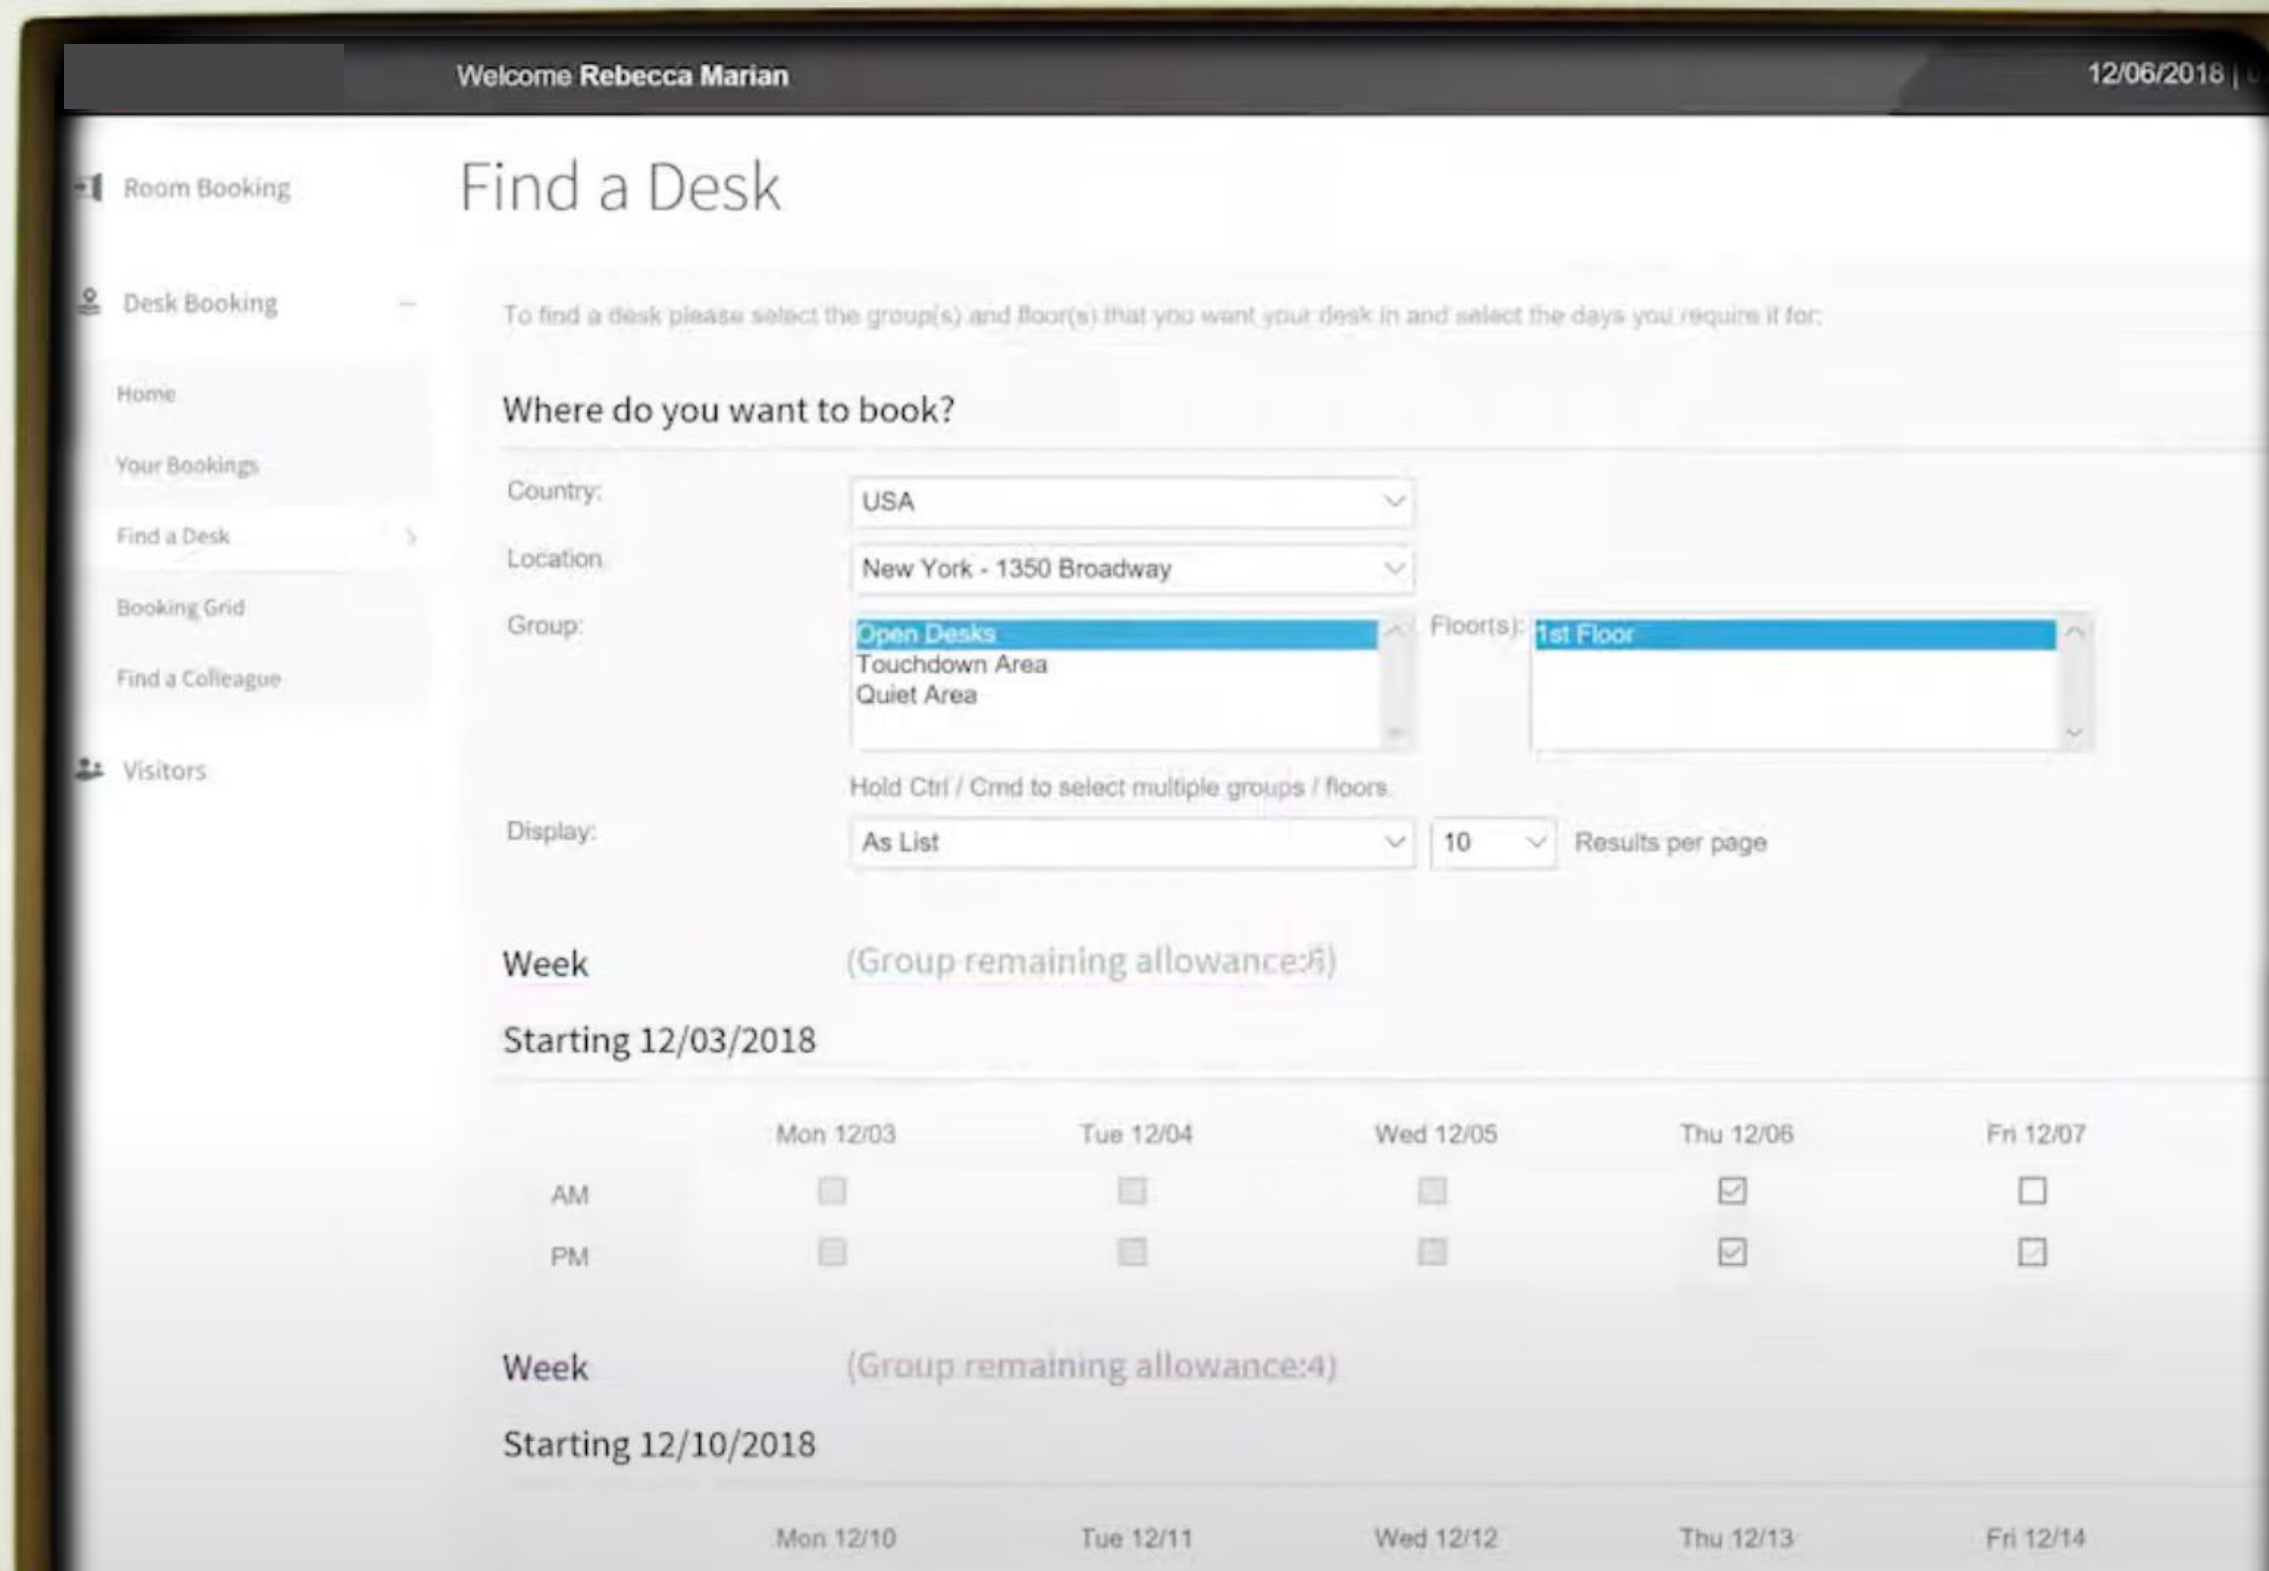 Welcome Rebecca Marian
12/06/2018 |
Room Booking
Desk Booking
Home
Your Bookings
Find a Desk
Booking Grid
Find a Colleague
Visitors
Find a Desk
To find a desk please select the group(s) and floor(s) that you want your desk in and select the days you require it for:
Where do you want to book?
Country: USA
Location New York - 1350 Broadway
Group: Open Desks
Touchdown Area
Quiet Area
Floor(s): 1st Floor
Hold Ctrl / Cmd to select multiple groups / floors.
Display: As List 10 Results per page
Week (Group remaining allowance:
Starting 12/03/2018
Mon 12/03 Tue 12/04 Wed 12/05 Thu 12/06 Fri 12/07
AM
PM
Week (Group remaining allowance:4)
Starting 12/10/2018
Mon 12/10 Tue 12/11 Wed 12/12 Thu 12/13 Fri 12/14